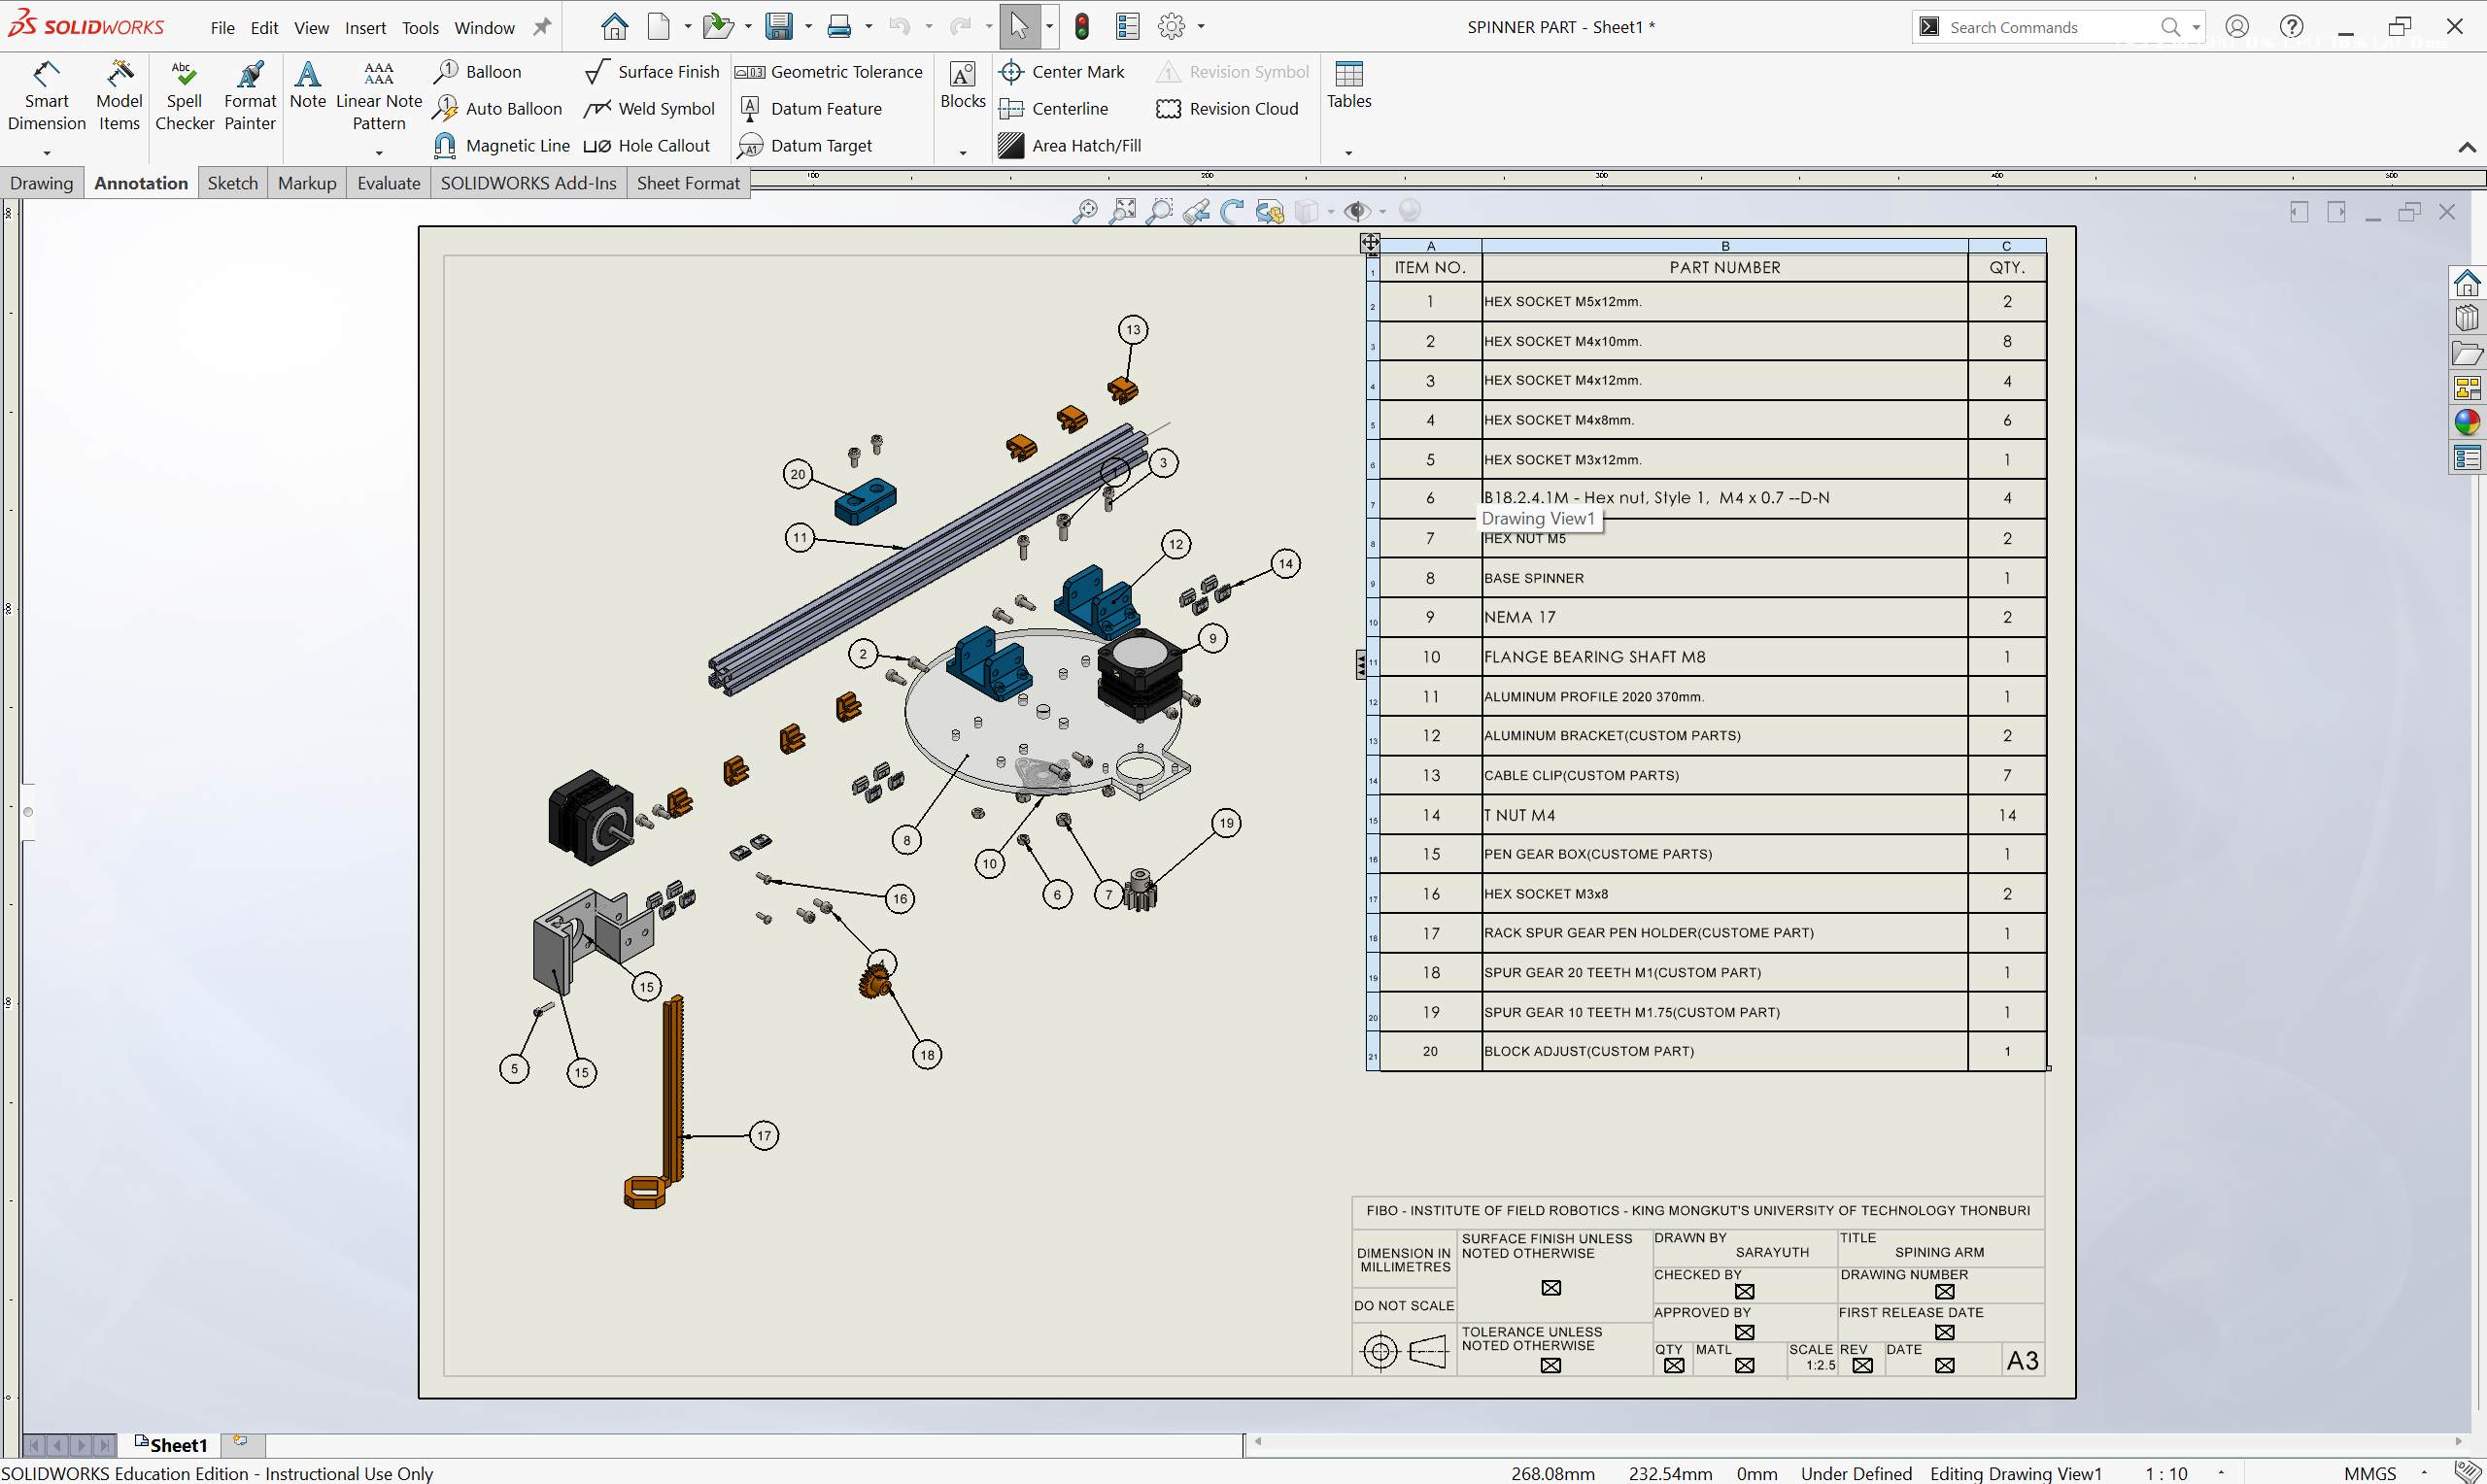 SOLIDWORKS File Edit View Insert Tools Window SPINNER PART - Sheet1 * Search Commands
Smart Dimension
Model Items
Spell Checker
Format Painter
Note
Linear Note Pattern
Balloon
Auto Balloon
Magnetic Line
Surface Finish
Weld Symbol
Hole Callout
Geometric Tolerance
Datum Feature
Datum Target
Blocks
Center Mark
Centerline
Area Hatch/Fill
Revision Symbol
Revision Cloud
Tables
Drawing Annotation Sketch Markup Evaluate SOLIDWORKS Add-Ins Sheet Format
100 200 300 400 500
A B C
ITEM NO. PART NUMBER QTY.
1 HEX SOCKET M5x12mm. 2
2 HEX SOCKET M4x10mm. 8
3 HEX SOCKET M4x12mm. 4
4 HEX SOCKET M4x8mm. 6
5 HEX SOCKET M3x12mm. 1
6 B18.2.4.1M - Hex nut, Style 1, M4 x 0.7 --D-N 4
Drawing View1
7 HEX NUT M5 2
8 BASE SPINNER 1
9 NEMA 17 2
10 FLANGE BEARING SHAFT M8 1
11 ALUMINUM PROFILE 2020 370mm. 1
12 ALUMINUM BRACKET(CUSTOM PARTS) 2
13 CABLE CLIP(CUSTOM PARTS) 7
14 T NUT M4 14
15 PEN GEAR BOX(CUSTOME PARTS) 1
16 HEX SOCKET M3x8 2
17 RACK SPUR GEAR PEN HOLDER(CUSTOME PART) 1
18 SPUR GEAR 20 TEETH M1(CUSTOM PART) 1
19 SPUR GEAR 10 TEETH M1.75(CUSTOM PART) 1
20 BLOCK ADJUST(CUSTOM PART) 1
13
20
1
3
11
12
14
2
9
8
10
6
7
19
16
4
15
18
5
15
17
FIBO - INSTITUTE OF FIELD ROBOTICS - KING MONGKUT'S UNIVERSITY OF TECHNOLOGY THONBURI
DIMENSION IN MILLIMETRES
DO NOT SCALE
SURFACE FINISH UNLESS NOTED OTHERWISE
TOLERANCE UNLESS NOTED OTHERWISE
DRAWN BY SARAYUTH
TITLE SPINING ARM
CHECKED BY
DRAWING NUMBER
APPROVED BY
FIRST RELEASE DATE
QTY MATL SCALE 1:2.5 REV DATE A3
Sheet1
SOLIDWORKS Education Edition - Instructional Use Only 268.08mm 232.54mm 0mm Under Defined Editing Drawing View1 1 : 10 MMGS